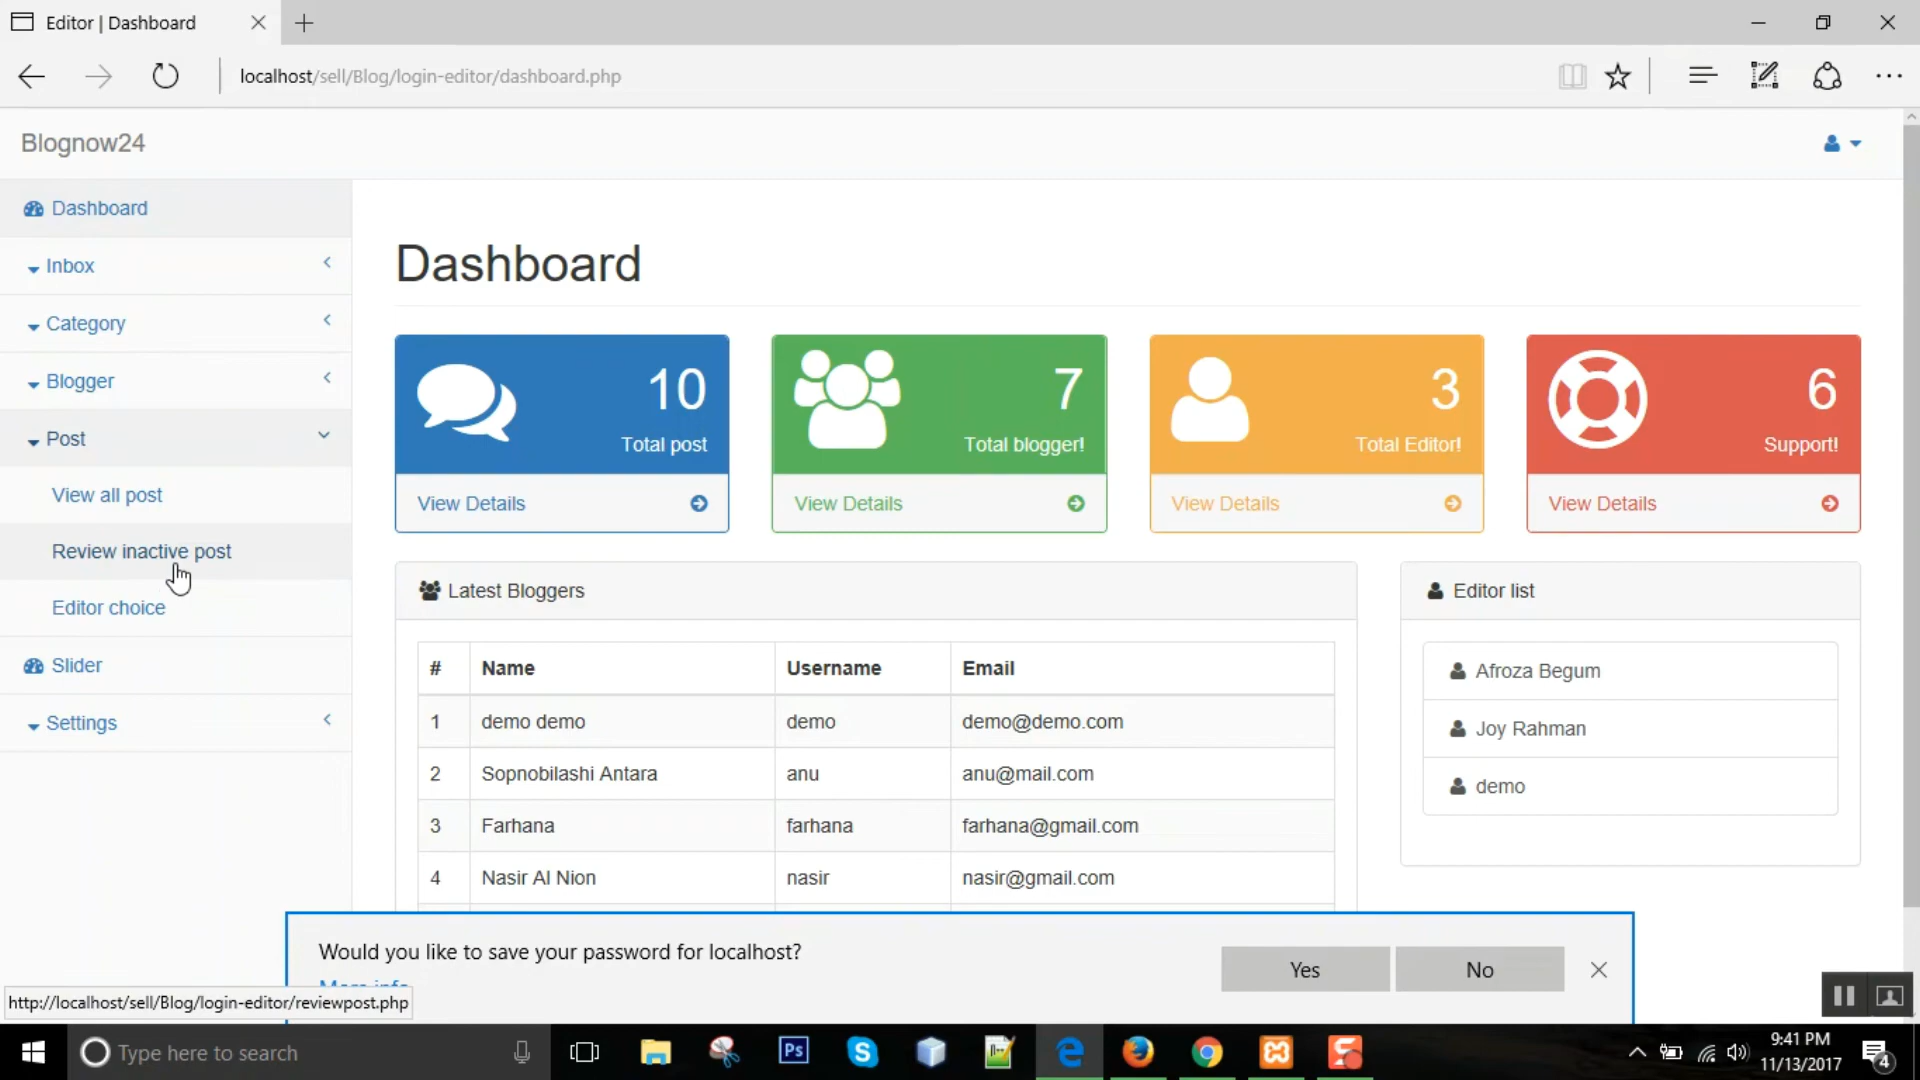 Editor | Dashboard
localhost/sell/Blog/login-editor/dashboard.php
Blognow24
Dashboard
Inbox
Category
Blogger
Post
View all post
Review inactive post
Editor choice
Slider
Settings
Dashboard
10
Total post
View Details
7
Total blogger!
View Details
3
Total Editor!
View Details
6
Support!
View Details
Latest Bloggers
# Name Username Email
1 demo demo demo demo@demo.com
2 Sopnobilashi Antara anu anu@mail.com
3 Farhana farhana farhana@gmail.com
4 Nasir Al Nion nasir nasir@gmail.com
Editor list
Afroza Begum
Joy Rahman
demo
Would you like to save your password for localhost?
More info
Yes
No
http://localhost/sell/Blog/login-editor/reviewpost.php
Type here to search
Ps
9:41 PM
11/13/2017
4